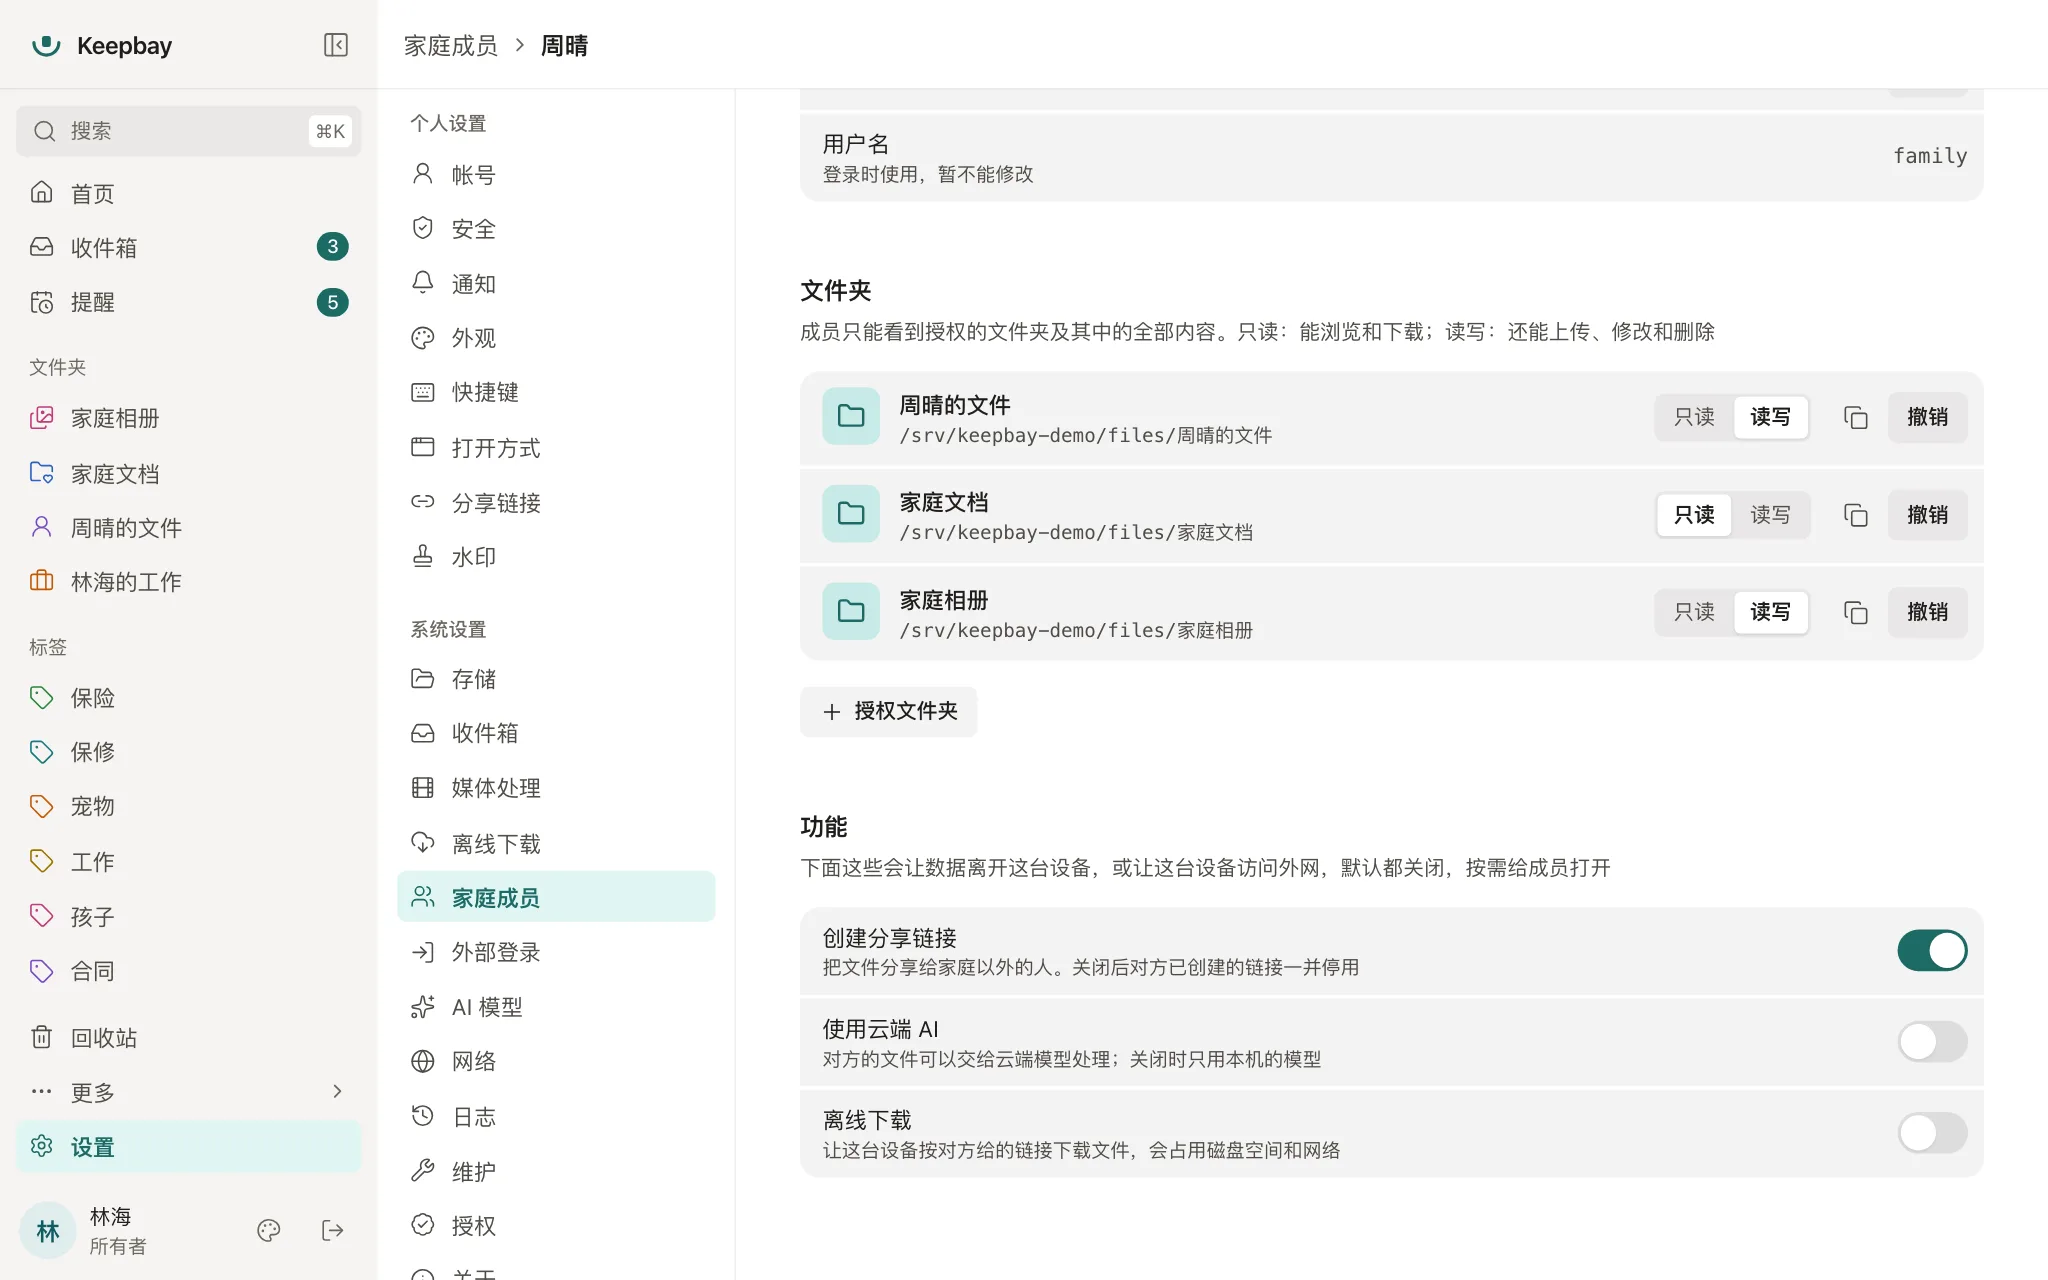 Keepbay
搜索
⌘K
首页
收件箱
3
提醒
5
文件夹
家庭相册
家庭文档
周晴的文件
林海的工作
标签
保险
保修
宠物
工作
孩子
合同
回收站
更多
设置
林
林海
所有者
家庭成员 > 周晴
个人设置
帐号
安全
通知
外观
快捷键
打开方式
分享链接
水印
系统设置
存储
收件箱
媒体处理
离线下载
家庭成员
外部登录
AI 模型
网络
日志
维护
授权
关于
用户名
登录时使用，暂不能修改
family
文件夹
成员只能看到授权的文件夹及其中的全部内容。只读：能浏览和下载；读写：还能上传、修改和删除
周晴的文件
/srv/keepbay-demo/files/周晴的文件
只读 读写 撤销
家庭文档
/srv/keepbay-demo/files/家庭文档
只读 读写 撤销
家庭相册
/srv/keepbay-demo/files/家庭相册
只读 读写 撤销
授权文件夹
功能
下面这些会让数据离开这台设备，或让这台设备访问外网，默认都关闭，按需给成员打开
创建分享链接
把文件分享给家庭以外的人。关闭后对方已创建的链接一并停用
使用云端 AI
对方的文件可以交给云端模型处理；关闭时只用本机的模型
离线下载
让这台设备按对方给的链接下载文件，会占用磁盘空间和网络